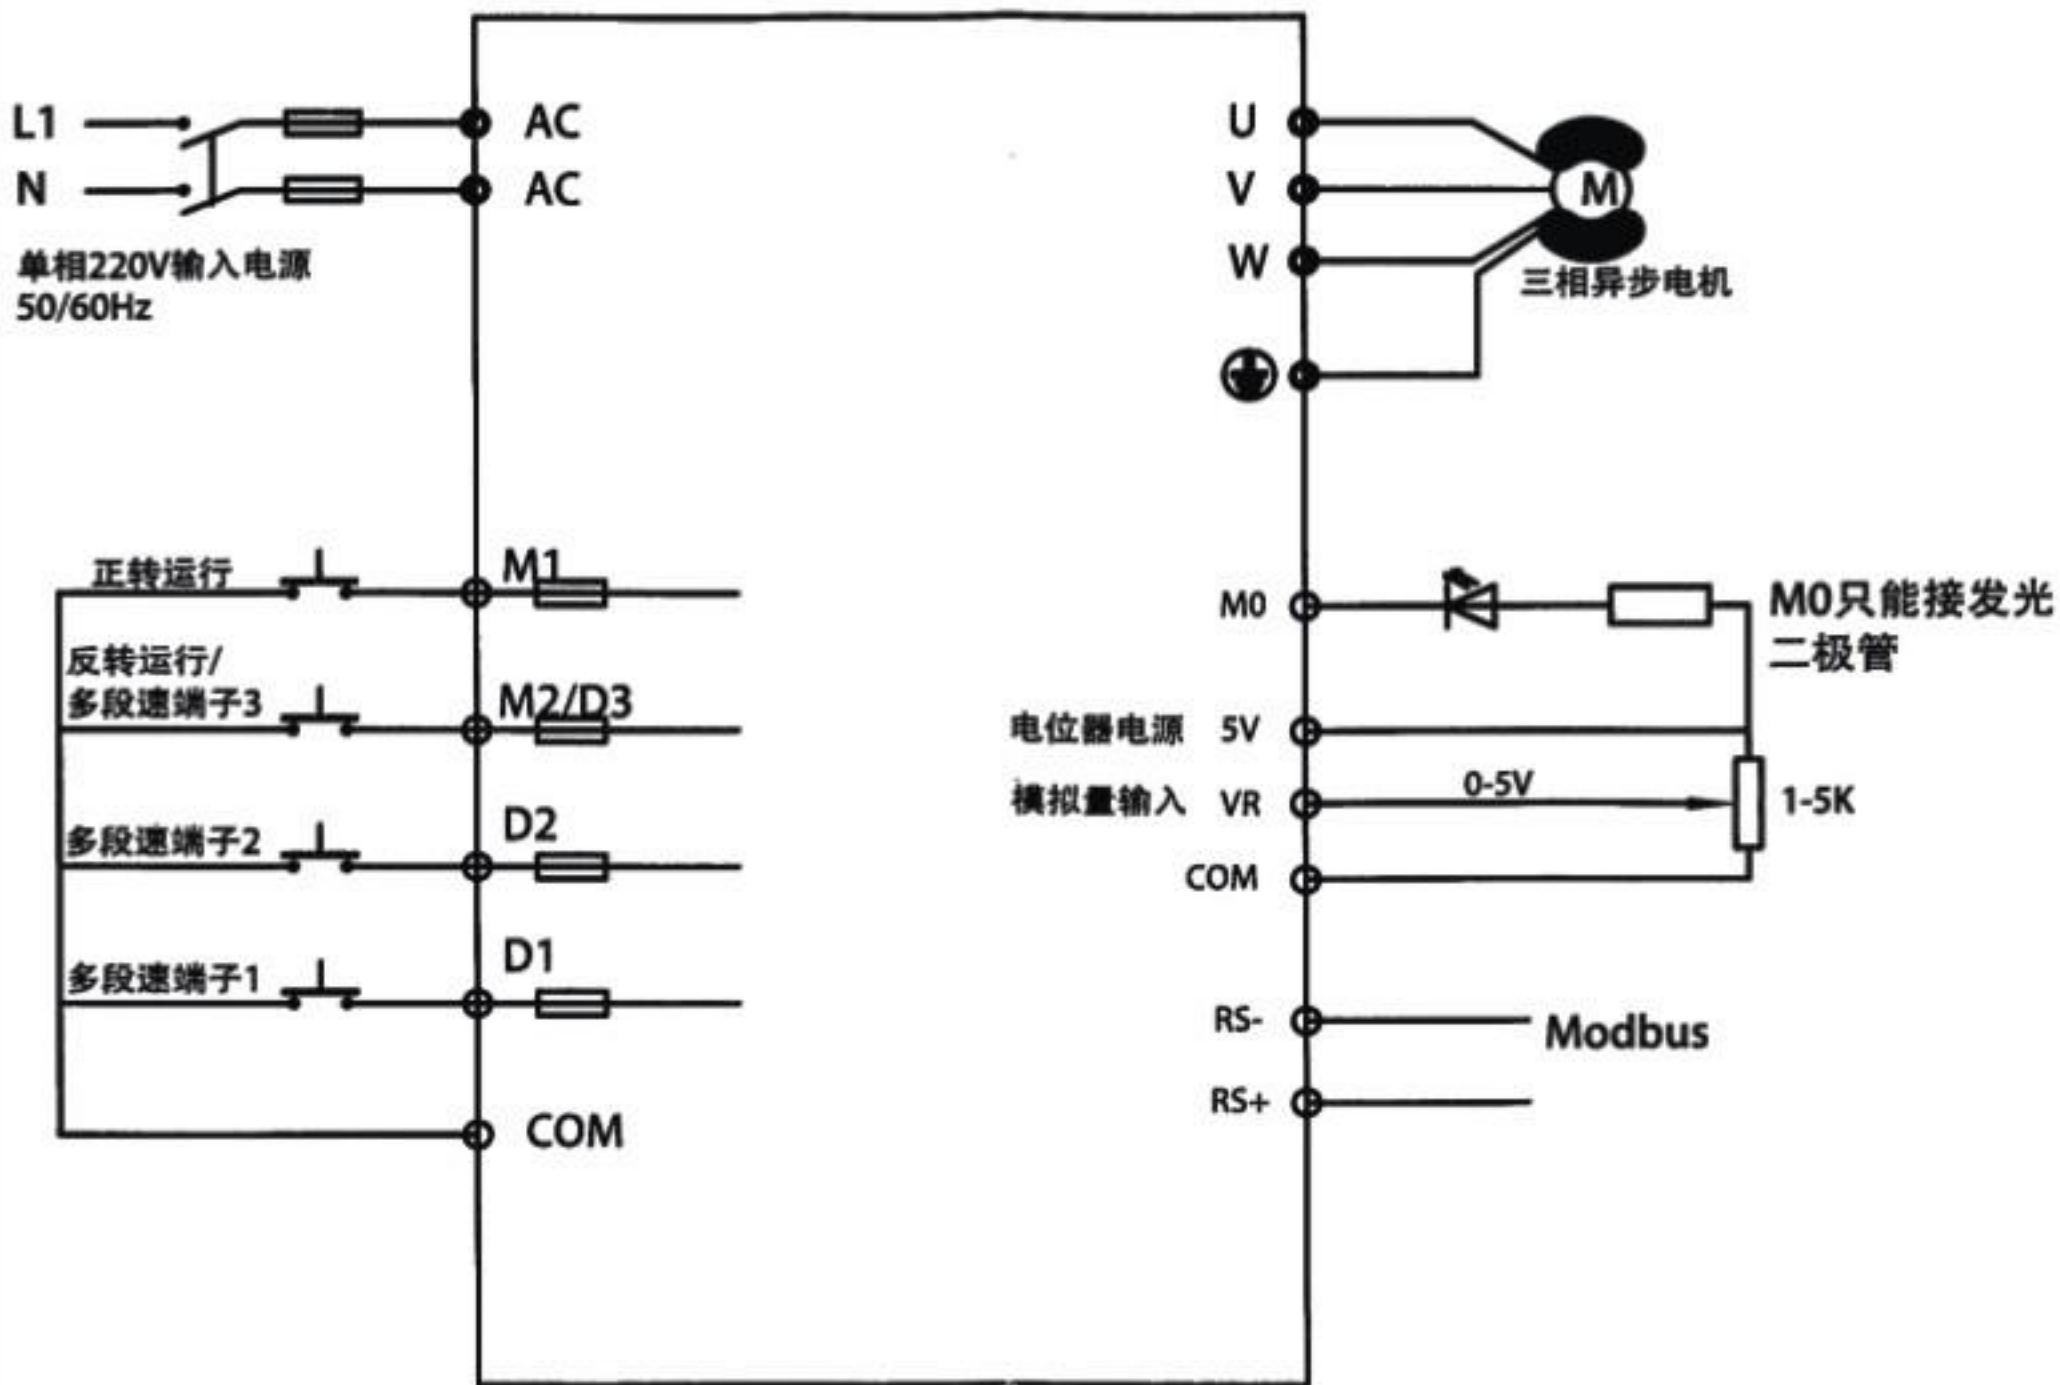 L1
AC
N
AC
单相220V输入电源
50/60Hz
U
V
W
M
三相异步电机
正转运行
M1
反转运行/
多段速端子3
M2/D3
多段速端子2
D2
多段速端子1
D1
COM
M0
M0只能接发光
二极管
电位器电源 5V
模拟量输入 VR
0-5V
1-5K
COM
RS-
Modbus
RS+